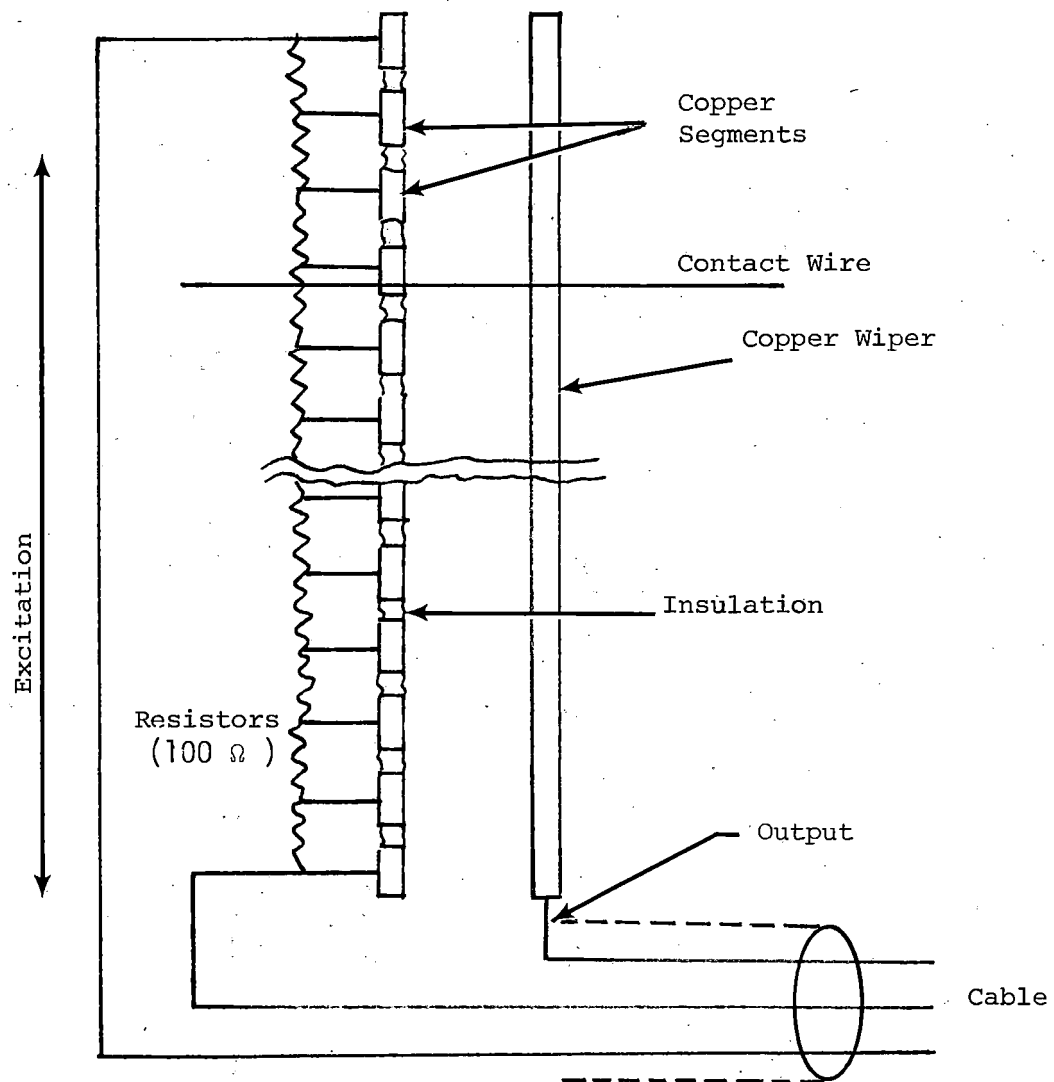 Copper
Segments
Contact Wire
Copper Wiper
Excitation
Insulation
Resistors
(100 Ω )
Output
Cable